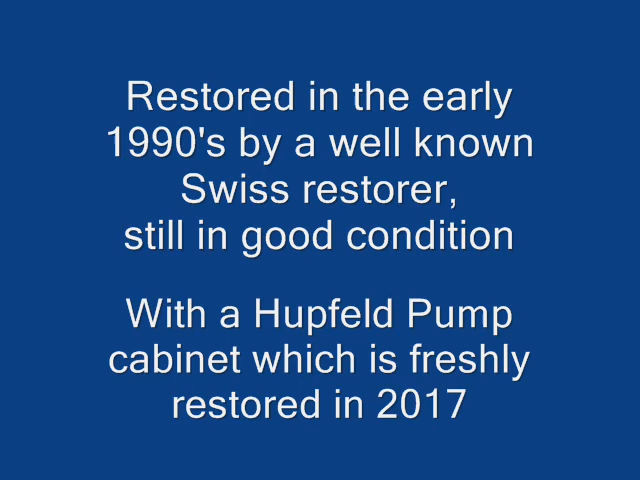 Restored in the early
1990's by a well known
Swiss restorer,
still in good condition
With a Hupfeld Pump
cabinet which is freshly
restored in 2017